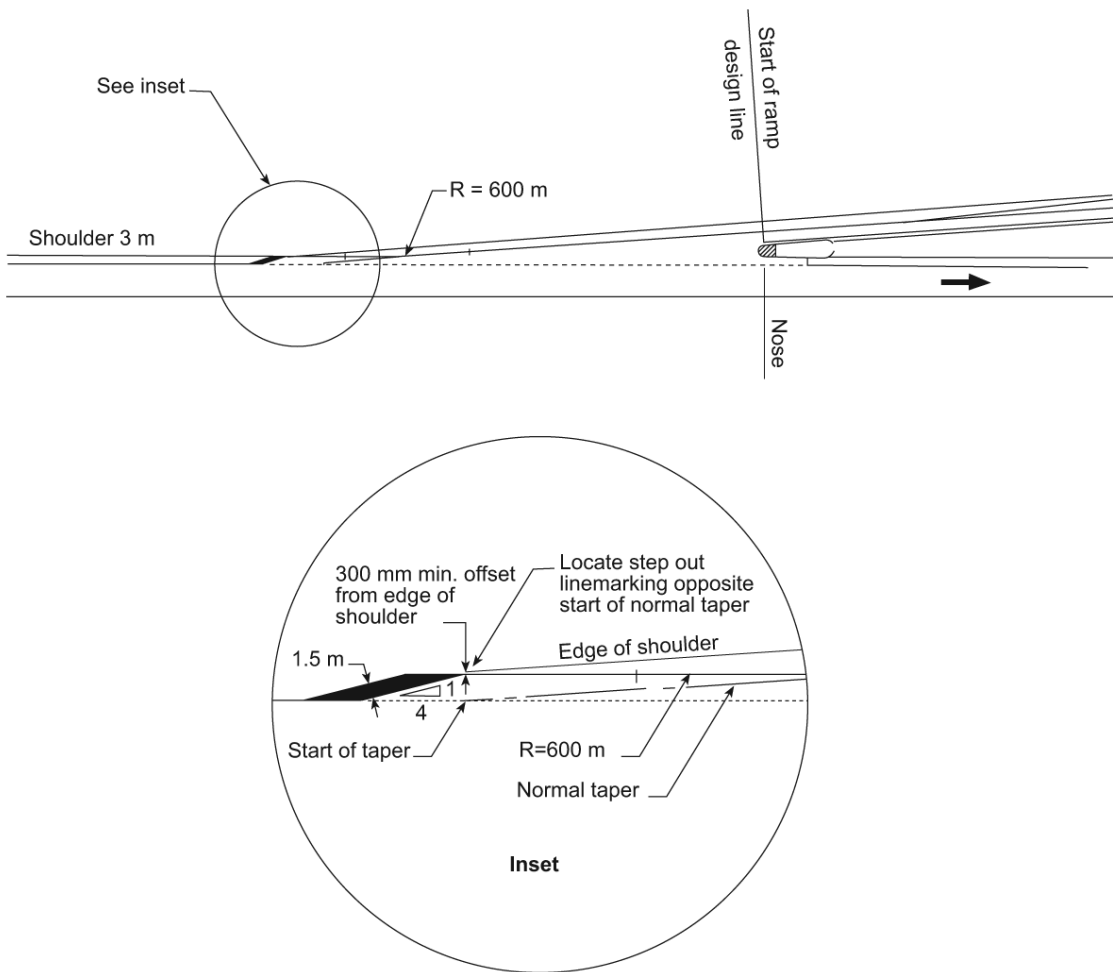 See inset
Start of ramp
design line
R = 600 m
Shoulder 3 m
Nose
300 mm min. offset
from edge of
shoulder
Locate step out
linemarking opposite
start of normal taper
Edge of shoulder
1.5 m
1
4
Start of taper
R=600 m
Normal taper
Inset